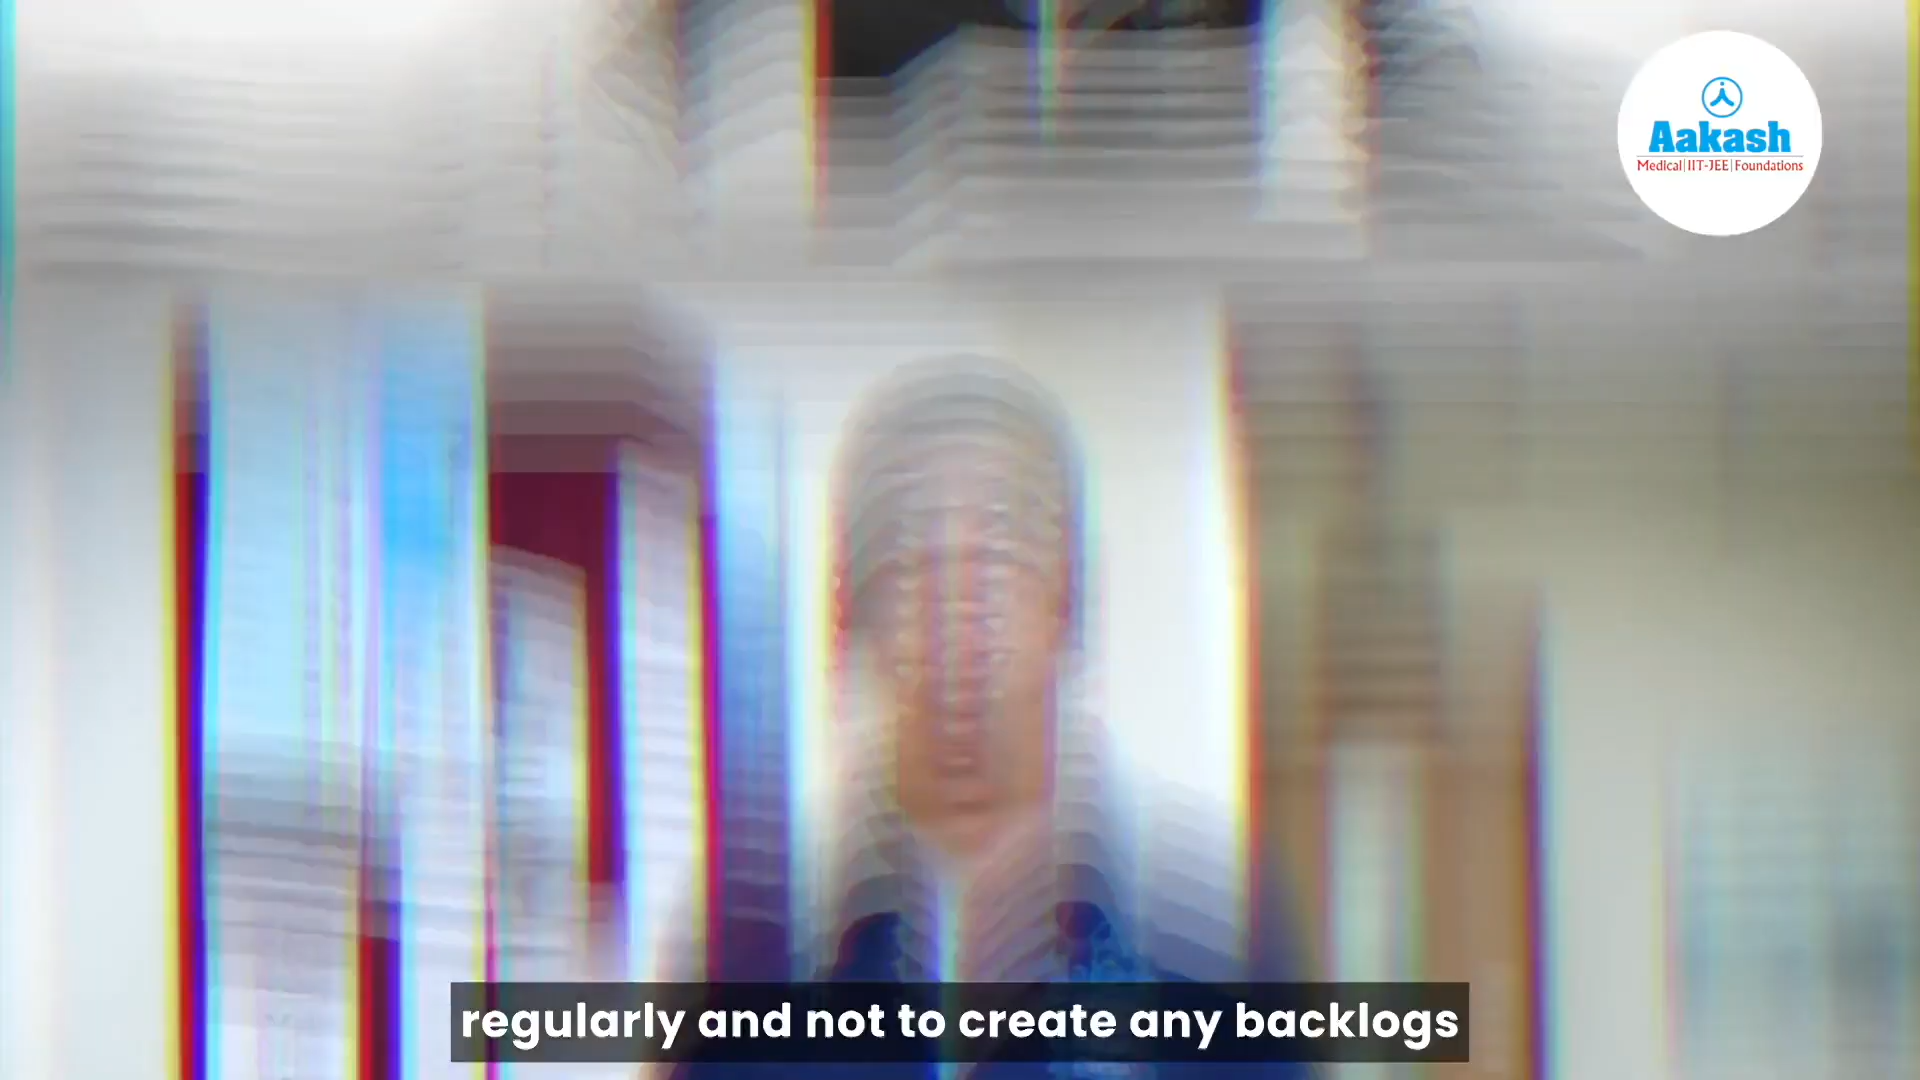 Aakash
Medical|IIT-JEE|Foundations
regularly and not to create any backlogs